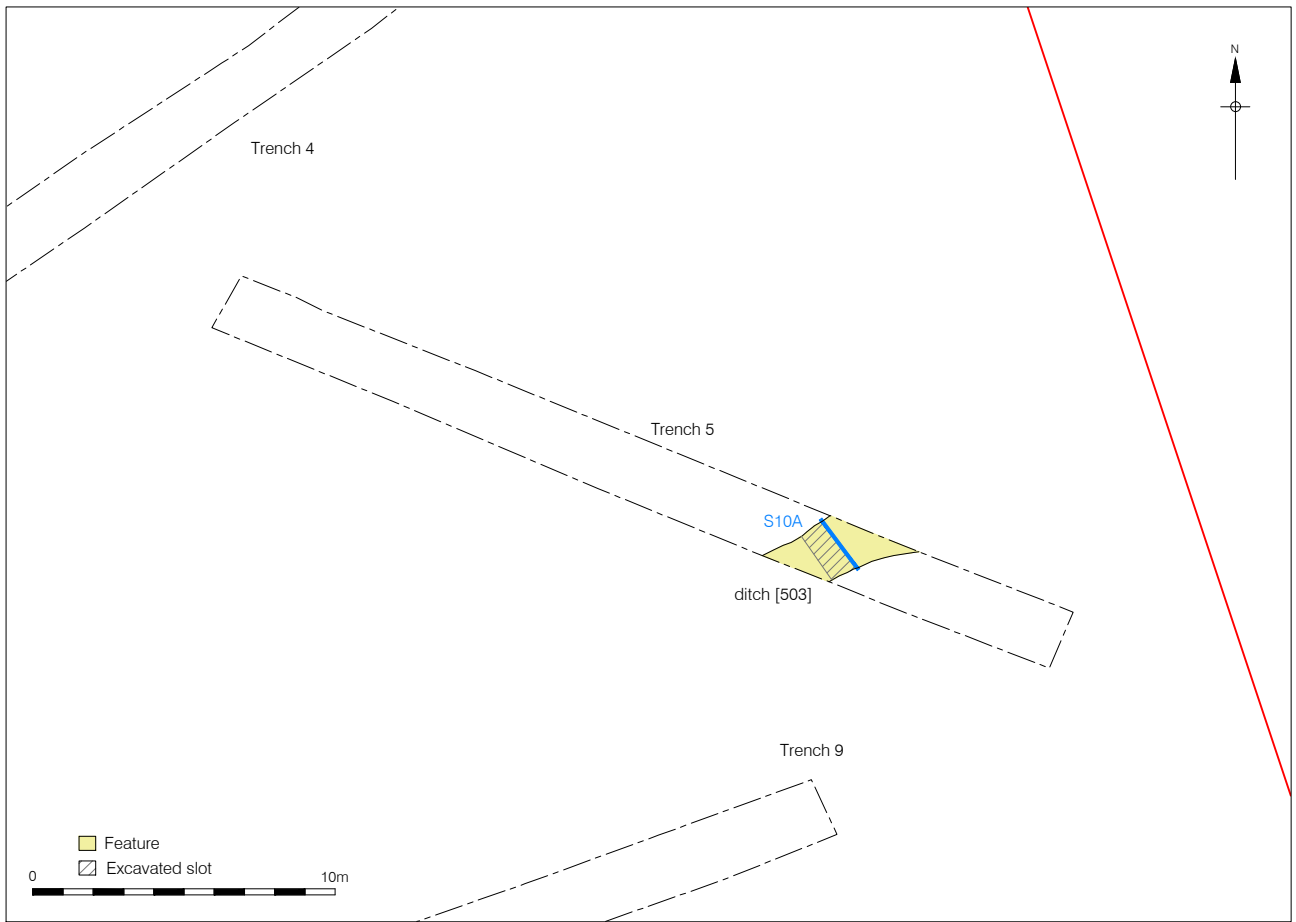 N
Trench 4
Trench 5
S10A
ditch [503]
Trench 9
Feature
Excavated slot
0 10m